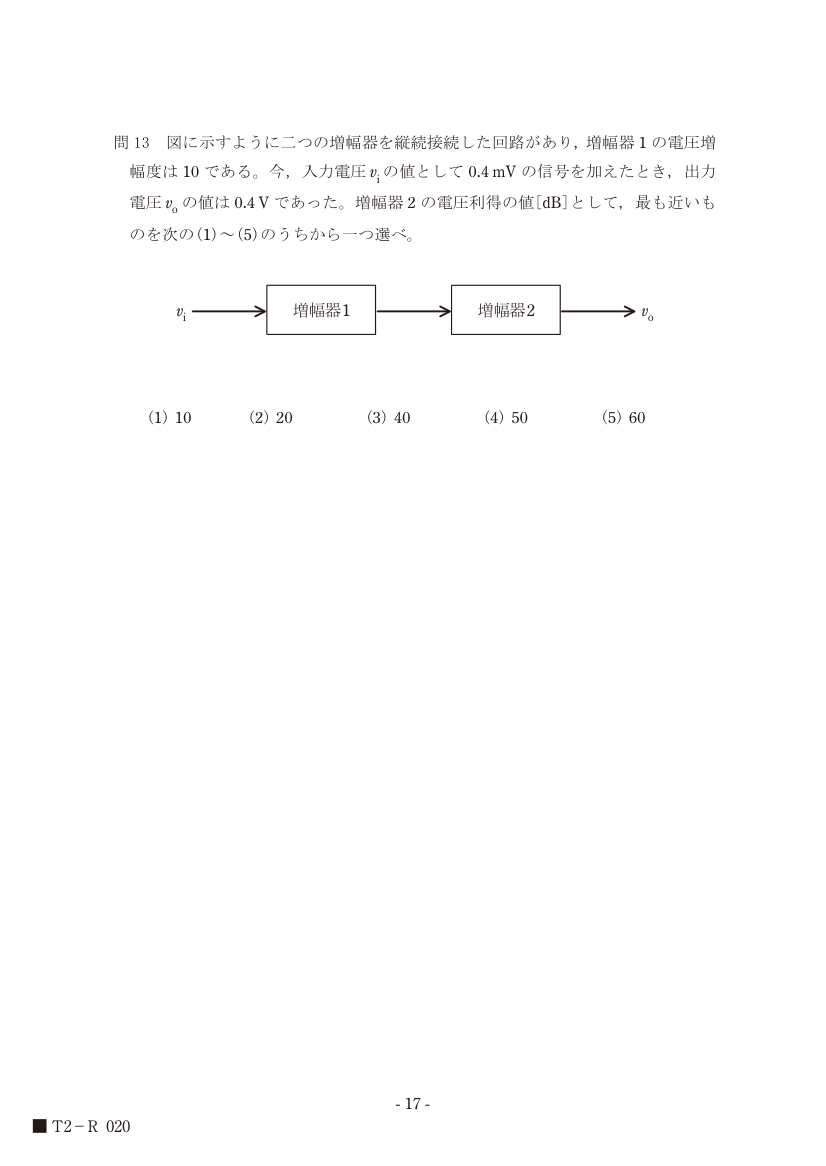 問 13　図に示すように二つの増幅器を縦続接続した回路があり，増幅器 1 の電圧増
幅度は 10 である。今，入力電圧 vi の値として 0.4 mV の信号を加えたとき，出力
電圧 vo の値は 0.4 V であった。増幅器 2 の電圧利得の値［dB］として，最も近いも
のを次の(1)～(5)のうちから一つ選べ。
vi 増幅器1 増幅器2 vo
(1) 10 (2) 20 (3) 40 (4) 50 (5) 60
- 17 -
■ T2－R 020